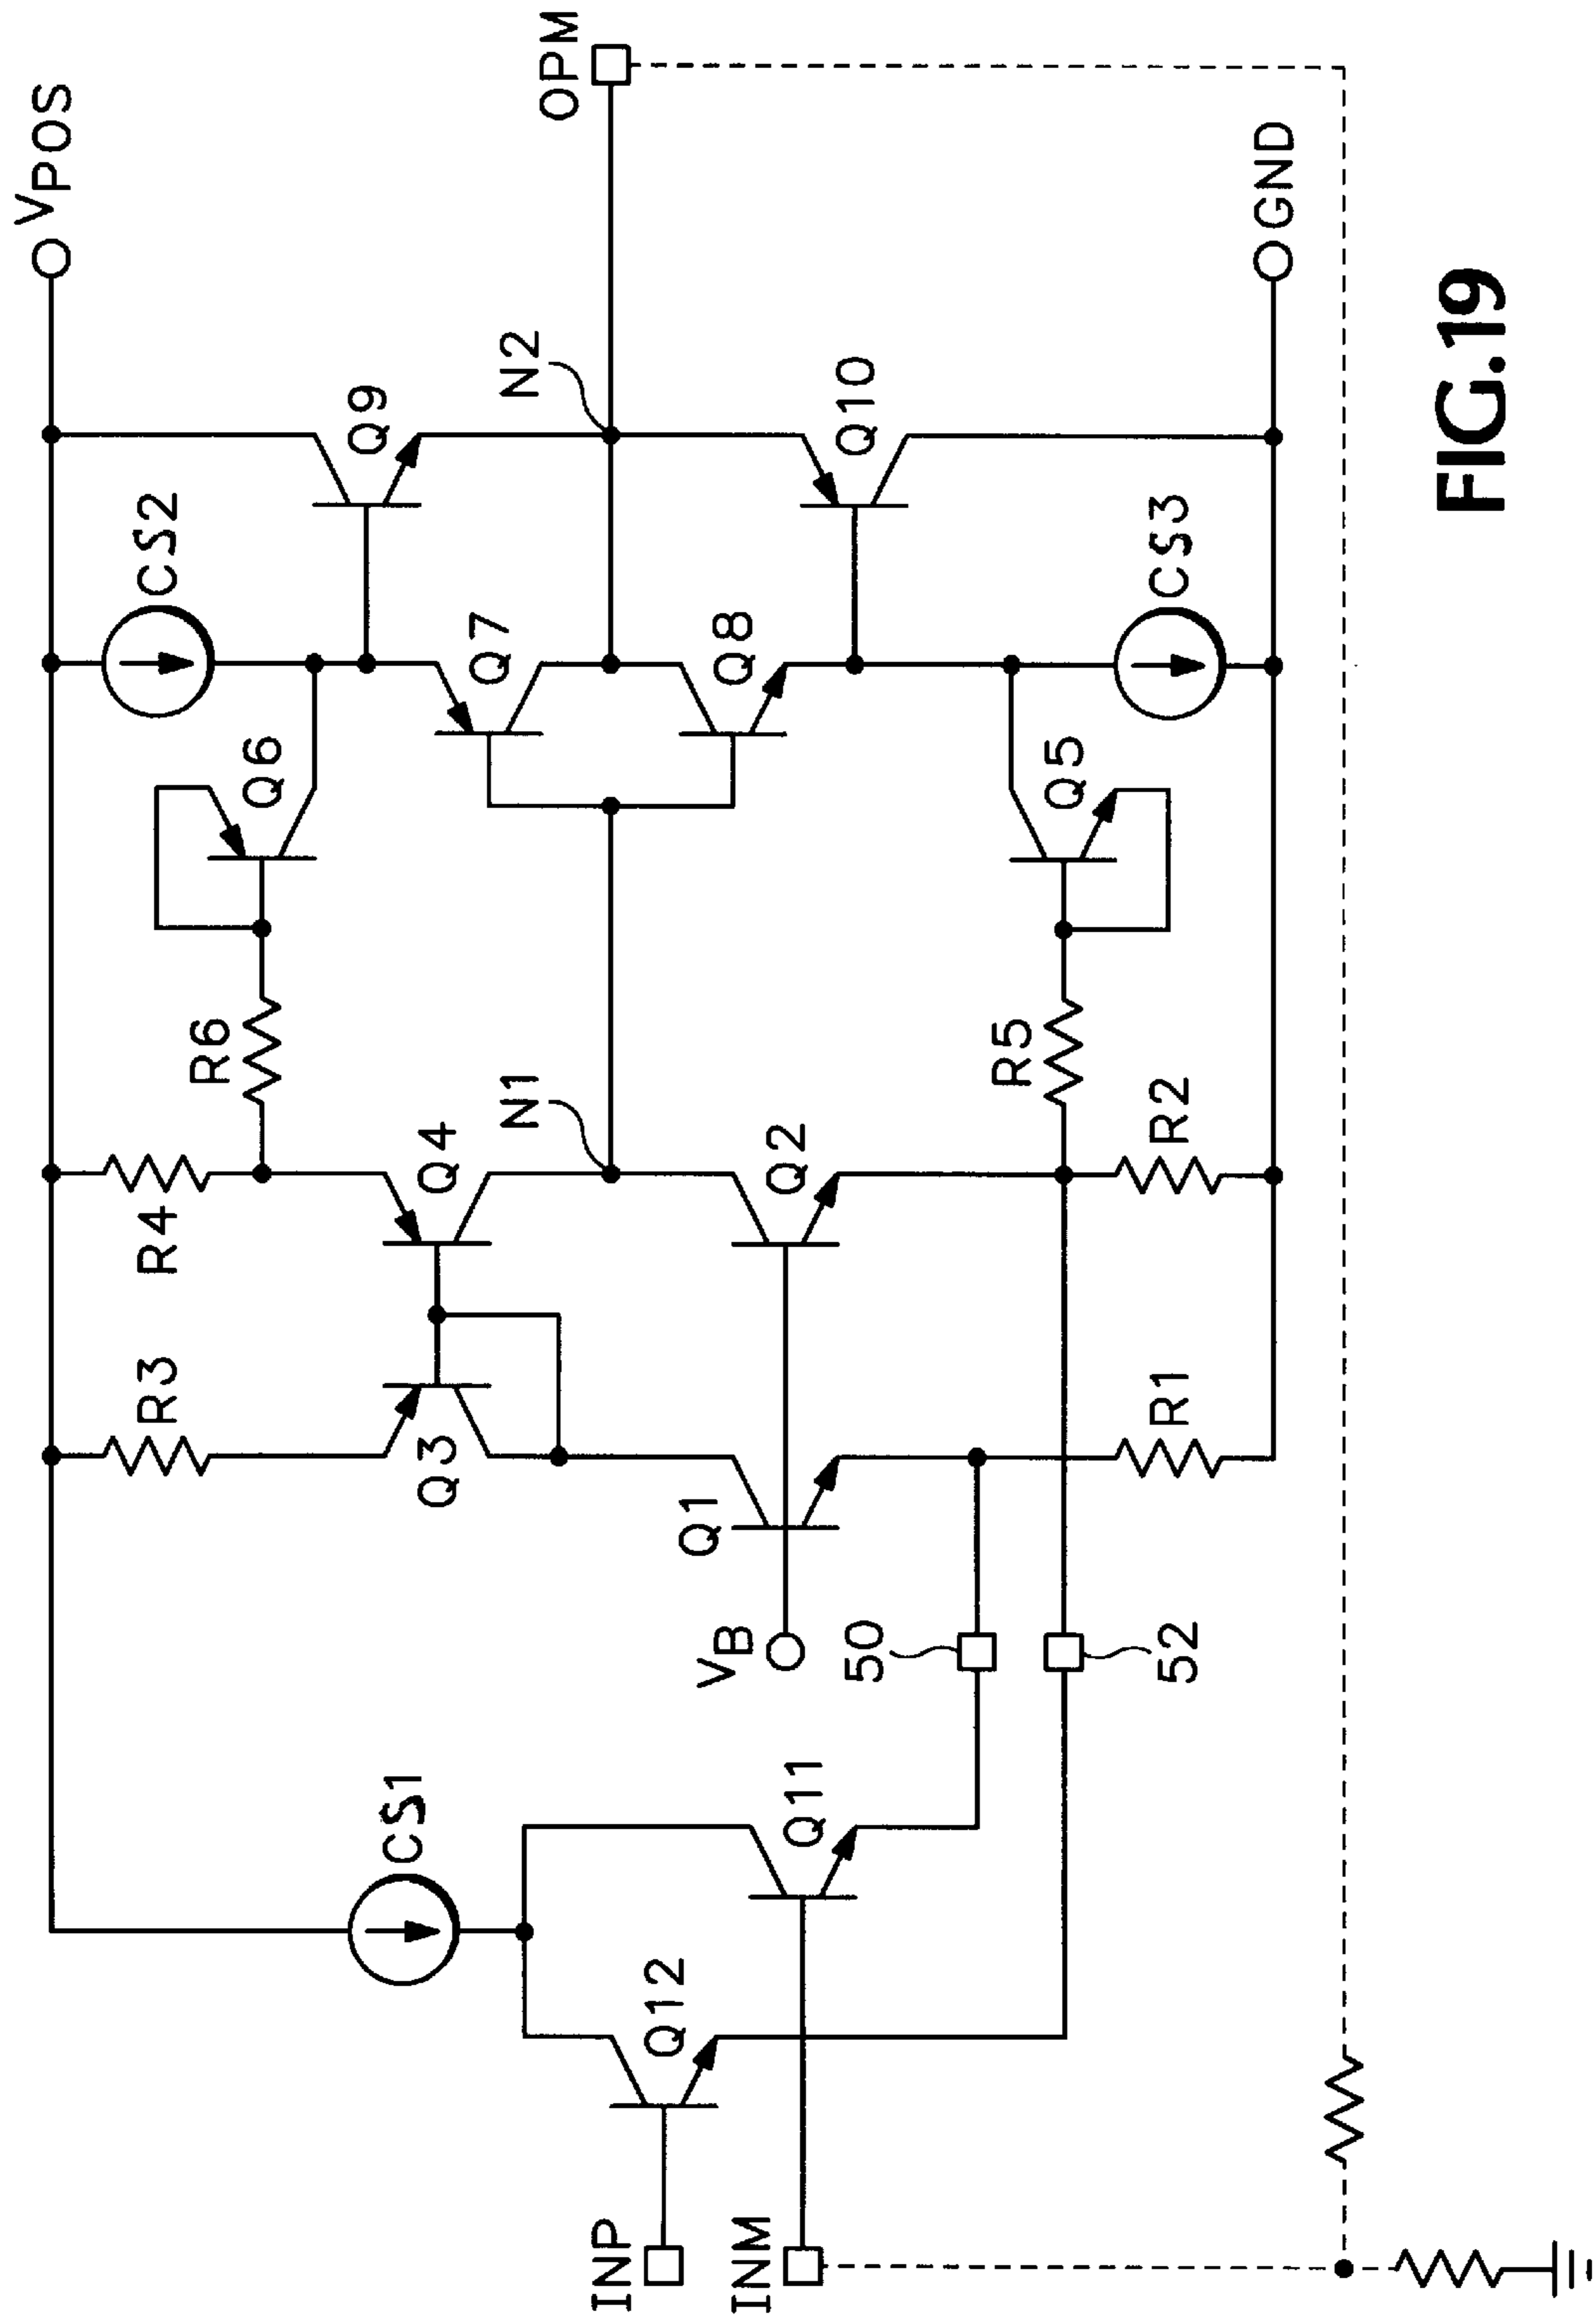 VPOS
OPM
GND
CS2
Q9
N2
Q10
CS3
Q7
Q8
Q6
Q5
R6
R5
N1
R4
Q4
Q2
R2
R3
Q3
Q1
R1
VB
50
52
CS1
Q11
Q12
INP
INM
FIG.19